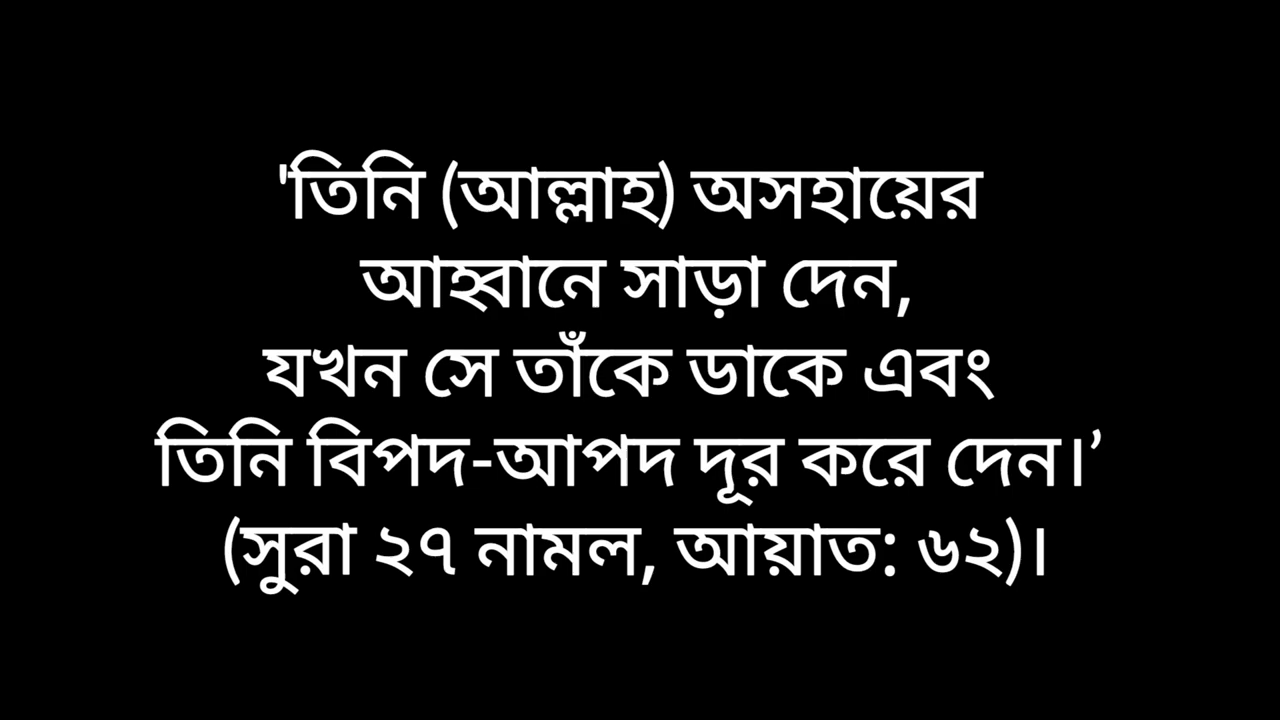 'তিনি (আল্লাহ) অসহায়ের
আহ্বানে সাড়া দেন,
যখন সে তাঁকে ডাকে এবং
তিনি বিপদ-আপদ দূর করে দেন।’
(সুরা ২৭ নামল, আয়াত: ৬২)।